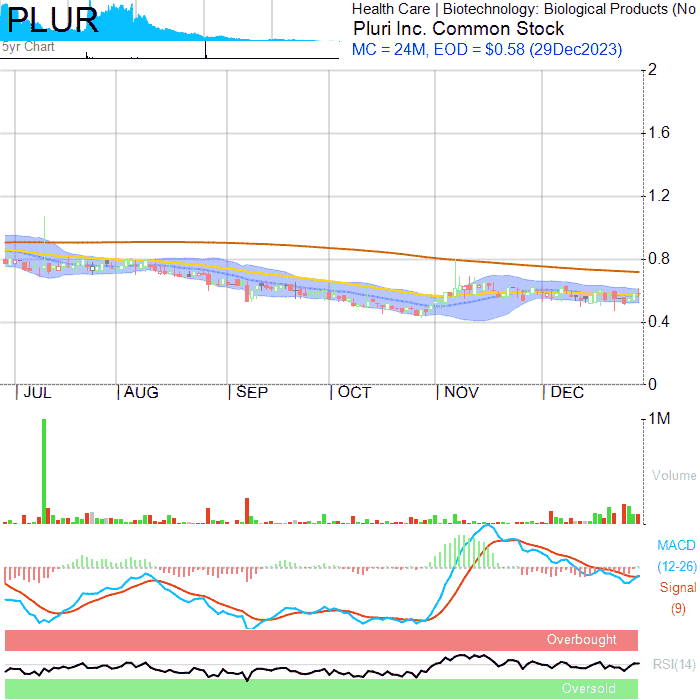 PLUR
5yr Chart
Health Care | Biotechnology: Biological Products (No
Pluri Inc. Common Stock
MC = 24M, EOD = $0.58 (29Dec2023)
2
1.6
1.2
0.8
0.4
0
JUL AUG SEP OCT NOV DEC
1M
Volume
MACD
(12-26)
Signal
(9)
Overbought
RSI(14)
Oversold